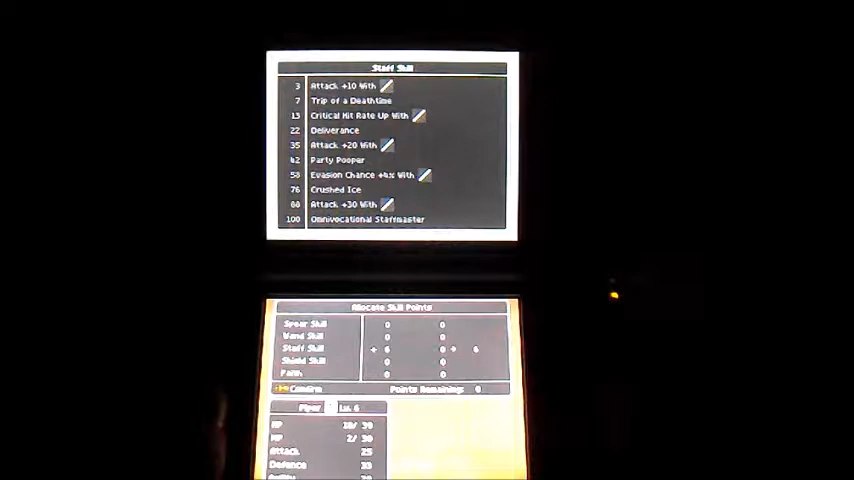 Staff Skill
3 Attack +10 With
7 Trip of a Deathtime
13 Critical Hit Rate Up With
22 Deliverance
35 Attack +20 With
42 Party Pooper
58 Evasion Chance +4% With
76 Crushed Ice
88 Attack +30 With
100 Omnivocational Staffmaster
Allocate Skill Points
Spear Skill 0 0
Wand Skill 0 0
Staff Skill + 6 0 + 6
Shield Skill 0 0
Faith 0 0
Confirm Points Remaining: 0
Lv. 6
HP 39
MP 2/ 30
Attack 25
Defence 33